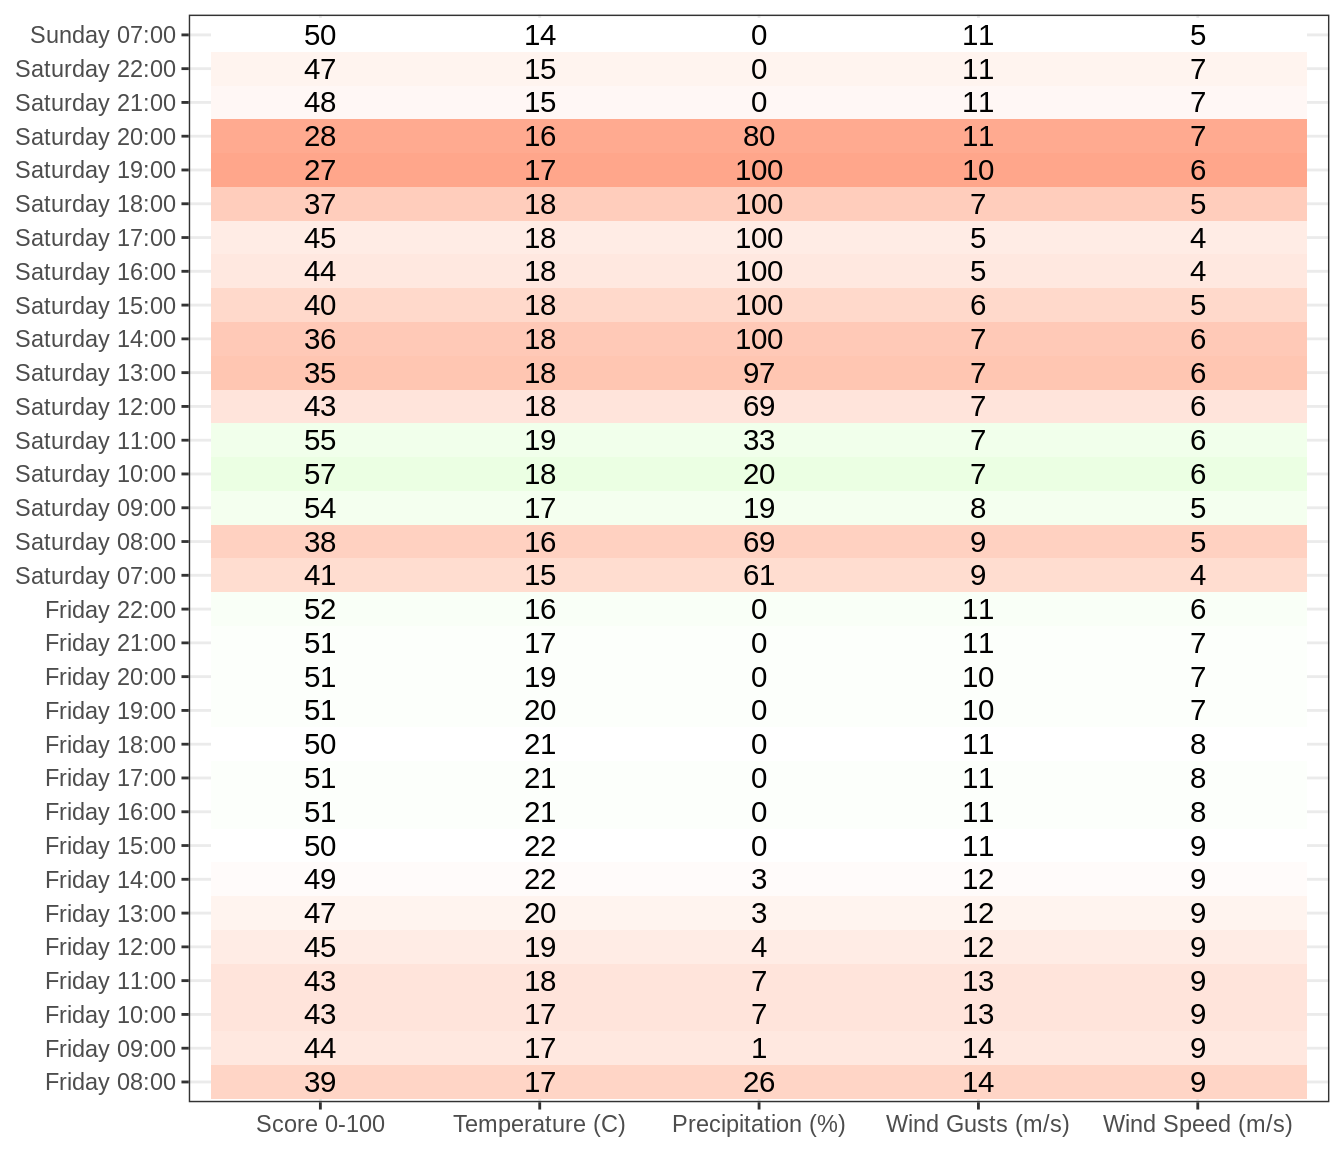 Sunday 07:00 50 14 0 11 5
Saturday 22:00 47 15 0 11 7
Saturday 21:00 48 15 0 11 7
Saturday 20:00 28 16 80 11 7
Saturday 19:00 27 17 100 10 6
Saturday 18:00 37 18 100 7 5
Saturday 17:00 45 18 100 5 4
Saturday 16:00 44 18 100 5 4
Saturday 15:00 40 18 100 6 5
Saturday 14:00 36 18 100 7 6
Saturday 13:00 35 18 97 7 6
Saturday 12:00 43 18 69 7 6
Saturday 11:00 55 19 33 7 6
Saturday 10:00 57 18 20 7 6
Saturday 09:00 54 17 19 8 5
Saturday 08:00 38 16 69 9 5
Saturday 07:00 41 15 61 9 4
Friday 22:00 52 16 0 11 6
Friday 21:00 51 17 0 11 7
Friday 20:00 51 19 0 10 7
Friday 19:00 51 20 0 10 7
Friday 18:00 50 21 0 11 8
Friday 17:00 51 21 0 11 8
Friday 16:00 51 21 0 11 8
Friday 15:00 50 22 0 11 9
Friday 14:00 49 22 3 12 9
Friday 13:00 47 20 3 12 9
Friday 12:00 45 19 4 12 9
Friday 11:00 43 18 7 13 9
Friday 10:00 43 17 7 13 9
Friday 09:00 44 17 1 14 9
Friday 08:00 39 17 26 14 9
Score 0-100 Temperature (C) Precipitation (%) Wind Gusts (m/s) Wind Speed (m/s)